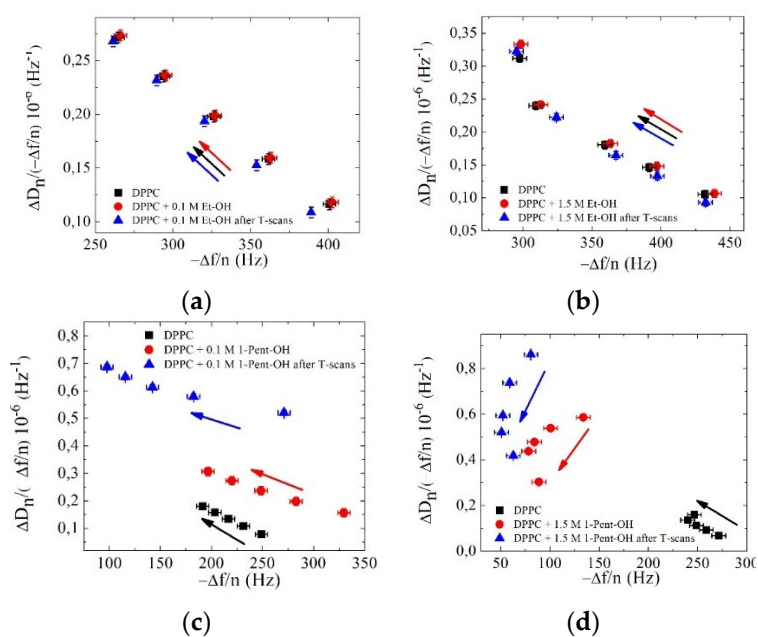 (Hz⁻¹)
ΔDₙ/(−Δf/n) 10⁻⁶ (Hz⁻¹)
0,25
0,20
0,15
0,10
DPPC
DPPC + 0.1 M Et-OH
DPPC + 0.1 M Et-OH after T-scans
250 300 350 400
−Δf/n (Hz)
(a)
ΔDₙ/(−Δf/n) 10⁻⁶ (Hz⁻¹)
0,35
0,30
0,25
0,20
0,15
0,10
0,05
DPPC
DPPC + 1.5 M Et-OH
DPPC + 1.5 M Et-OH after T-scans
300 350 400 450
−Δf/n (Hz)
(b)
ΔDₙ/( Δf/n) 10⁻⁶ (Hz⁻¹)
0,8
0,7
0,6
0,5
0,4
0,3
0,2
0,1
DPPC
DPPC + 0.1 M 1-Pent-OH
DPPC + 0.1 M 1-Pent-OH after T-scans
100 150 200 250 300 350
−Δf/n (Hz)
(c)
ΔDₙ/( Δf/n) 10⁻⁶ (Hz⁻¹)
1,0
0,8
0,6
0,4
0,2
0,0
DPPC
DPPC + 1.5 M 1-Pent-OH
DPPC + 1.5 M 1-Pent-OH after T-scans
50 100 150 200 250 300
−Δf/n (Hz)
(d)